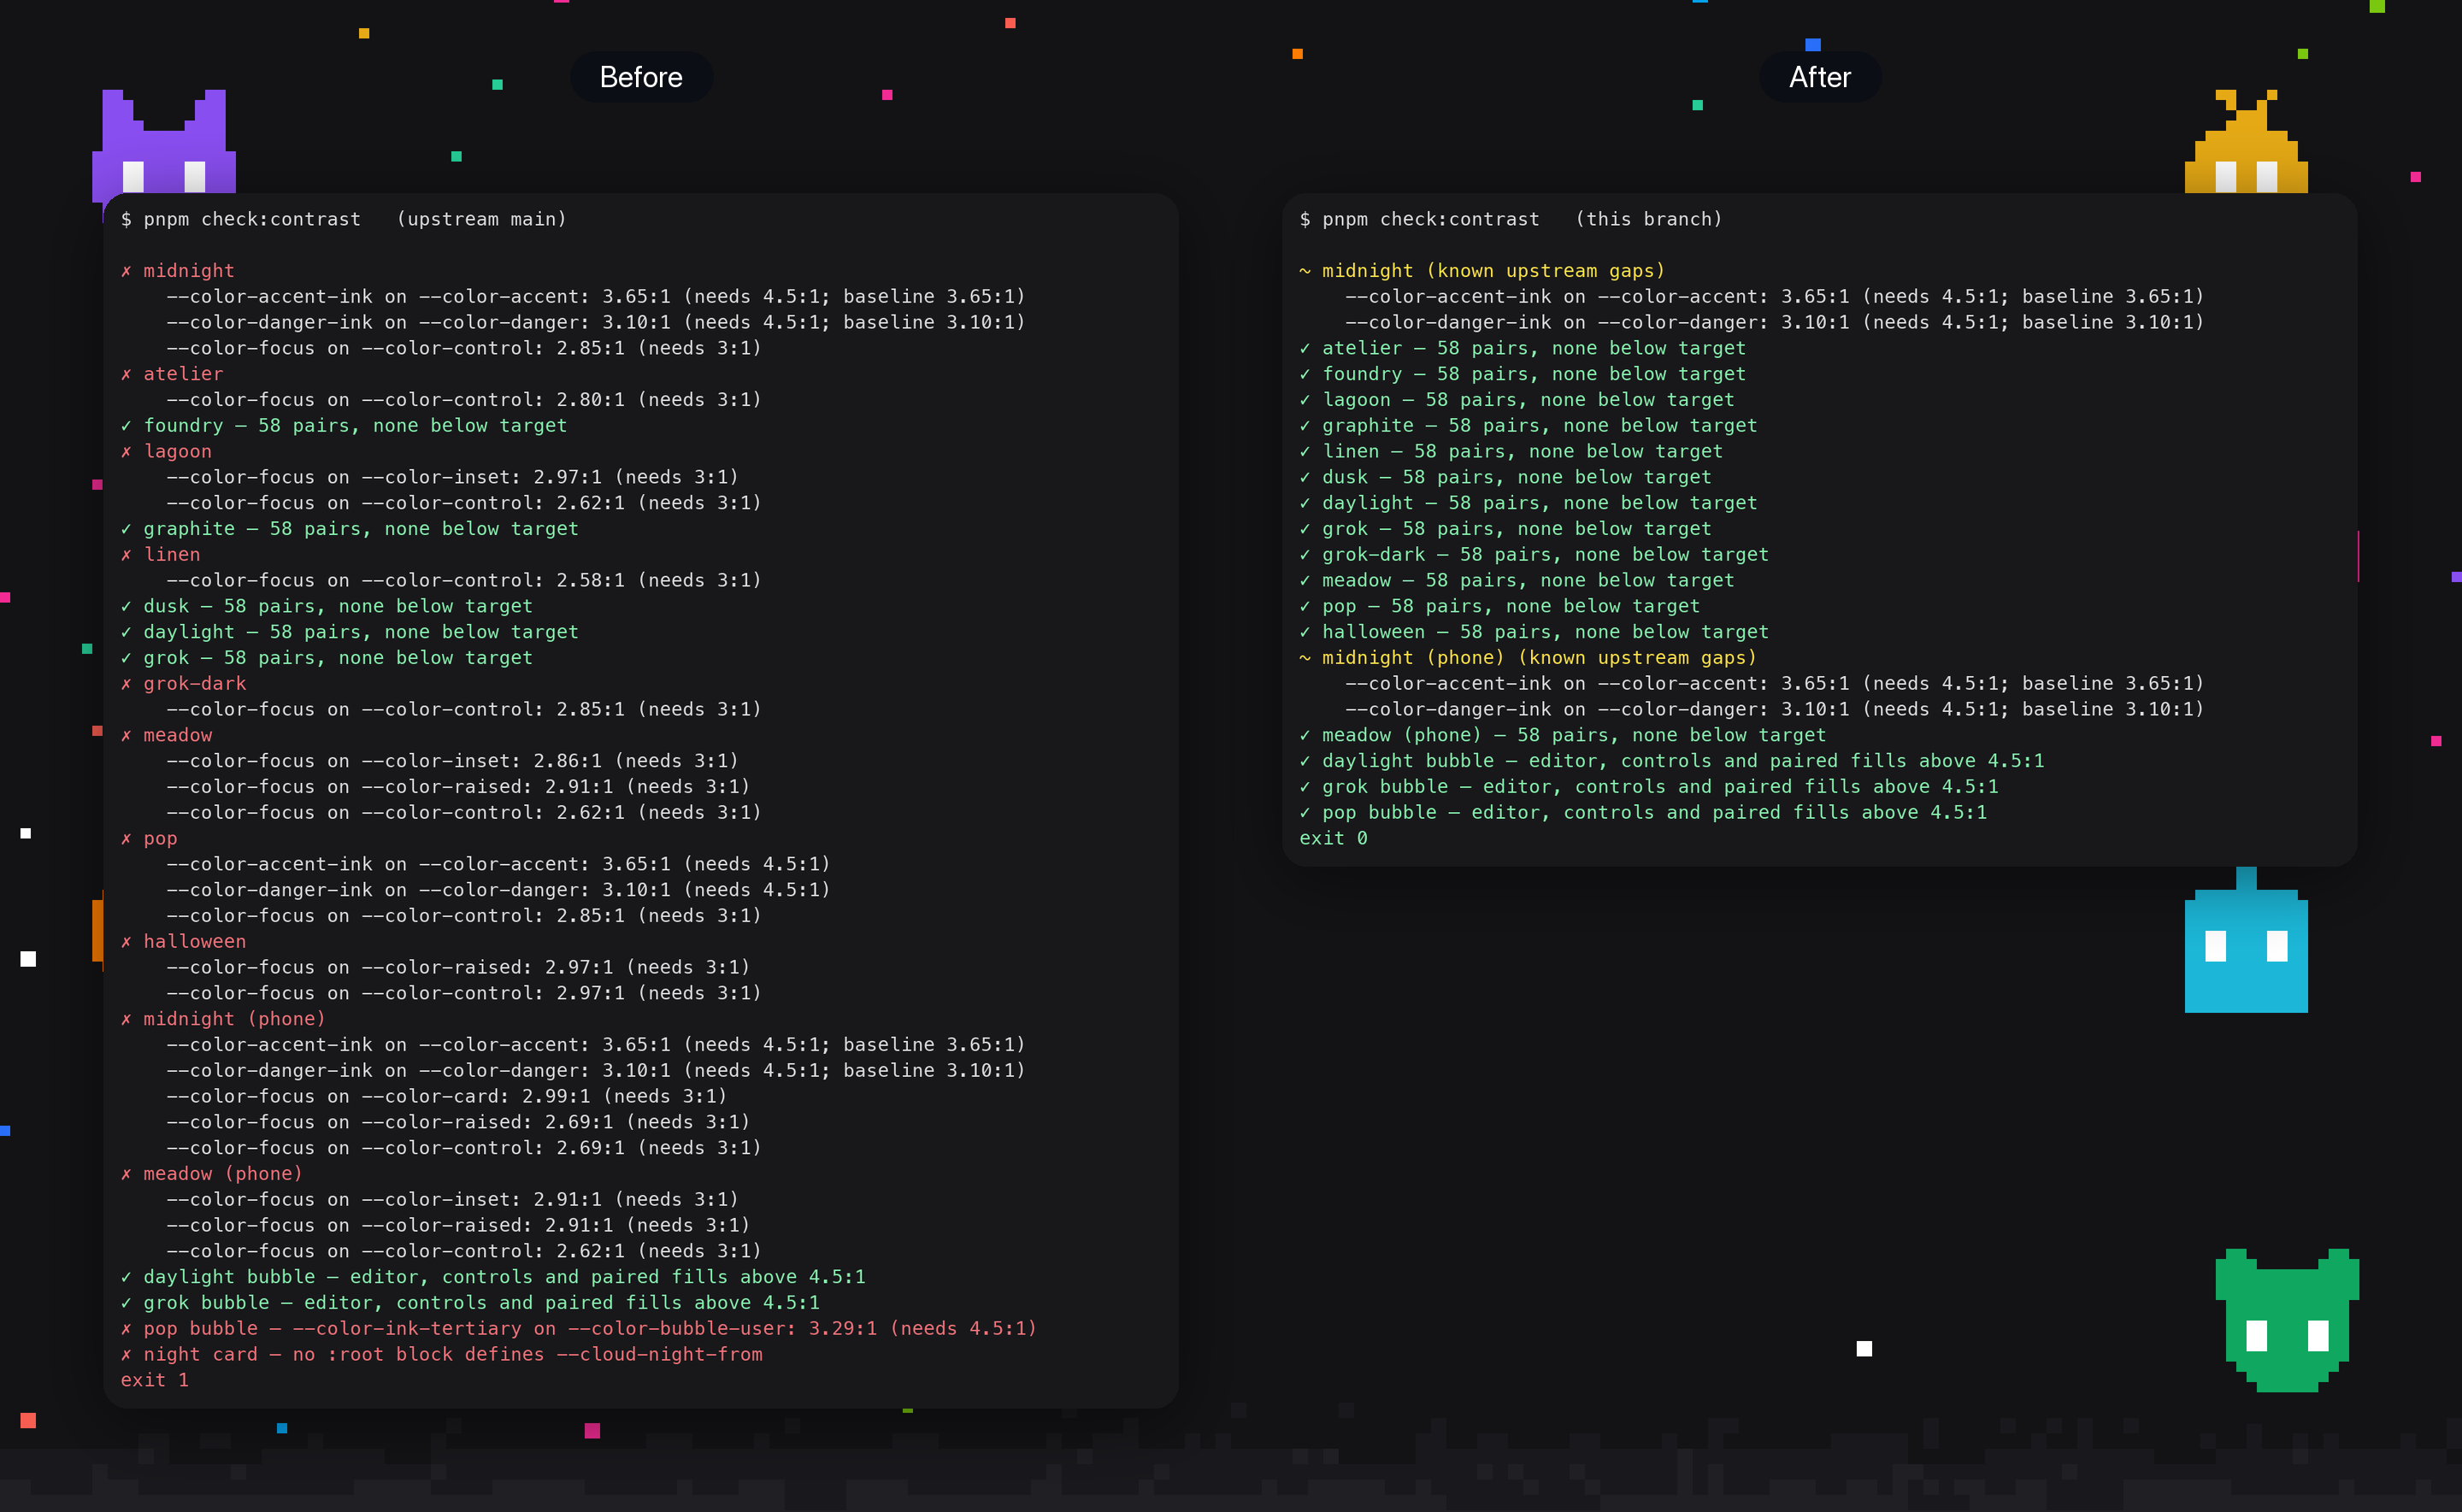 Before
$ pnpm check:contrast   (upstream main)
✗ midnight
    --color-accent-ink on --color-accent: 3.65:1 (needs 4.5:1; baseline 3.65:1)
    --color-danger-ink on --color-danger: 3.10:1 (needs 4.5:1; baseline 3.10:1)
    --color-focus on --color-control: 2.85:1 (needs 3:1)
✗ atelier
    --color-focus on --color-control: 2.80:1 (needs 3:1)
✓ foundry — 58 pairs, none below target
✗ lagoon
    --color-focus on --color-inset: 2.97:1 (needs 3:1)
    --color-focus on --color-control: 2.62:1 (needs 3:1)
✓ graphite — 58 pairs, none below target
✗ linen
    --color-focus on --color-control: 2.58:1 (needs 3:1)
✓ dusk — 58 pairs, none below target
✓ daylight — 58 pairs, none below target
✓ grok — 58 pairs, none below target
✗ grok-dark
    --color-focus on --color-control: 2.85:1 (needs 3:1)
✗ meadow
    --color-focus on --color-inset: 2.86:1 (needs 3:1)
    --color-focus on --color-raised: 2.91:1 (needs 3:1)
    --color-focus on --color-control: 2.62:1 (needs 3:1)
✗ pop
    --color-accent-ink on --color-accent: 3.65:1 (needs 4.5:1)
    --color-danger-ink on --color-danger: 3.10:1 (needs 4.5:1)
    --color-focus on --color-control: 2.85:1 (needs 3:1)
✗ halloween
    --color-focus on --color-raised: 2.97:1 (needs 3:1)
    --color-focus on --color-control: 2.97:1 (needs 3:1)
✗ midnight (phone)
    --color-accent-ink on --color-accent: 3.65:1 (needs 4.5:1; baseline 3.65:1)
    --color-danger-ink on --color-danger: 3.10:1 (needs 4.5:1; baseline 3.10:1)
    --color-focus on --color-card: 2.99:1 (needs 3:1)
    --color-focus on --color-raised: 2.69:1 (needs 3:1)
    --color-focus on --color-control: 2.69:1 (needs 3:1)
✗ meadow (phone)
    --color-focus on --color-inset: 2.91:1 (needs 3:1)
    --color-focus on --color-raised: 2.91:1 (needs 3:1)
    --color-focus on --color-control: 2.62:1 (needs 3:1)
✓ daylight bubble — editor, controls and paired fills above 4.5:1
✓ grok bubble — editor, controls and paired fills above 4.5:1
✗ pop bubble — --color-ink-tertiary on --color-bubble-user: 3.29:1 (needs 4.5:1)
✗ night card — no :root block defines --cloud-night-from
exit 1
After
$ pnpm check:contrast   (this branch)
~ midnight (known upstream gaps)
    --color-accent-ink on --color-accent: 3.65:1 (needs 4.5:1; baseline 3.65:1)
    --color-danger-ink on --color-danger: 3.10:1 (needs 4.5:1; baseline 3.10:1)
✓ atelier — 58 pairs, none below target
✓ foundry — 58 pairs, none below target
✓ lagoon — 58 pairs, none below target
✓ graphite — 58 pairs, none below target
✓ linen — 58 pairs, none below target
✓ dusk — 58 pairs, none below target
✓ daylight — 58 pairs, none below target
✓ grok — 58 pairs, none below target
✓ grok-dark — 58 pairs, none below target
✓ meadow — 58 pairs, none below target
✓ pop — 58 pairs, none below target
✓ halloween — 58 pairs, none below target
~ midnight (phone) (known upstream gaps)
    --color-accent-ink on --color-accent: 3.65:1 (needs 4.5:1; baseline 3.65:1)
    --color-danger-ink on --color-danger: 3.10:1 (needs 4.5:1; baseline 3.10:1)
✓ meadow (phone) — 58 pairs, none below target
✓ daylight bubble — editor, controls and paired fills above 4.5:1
✓ grok bubble — editor, controls and paired fills above 4.5:1
✓ pop bubble — editor, controls and paired fills above 4.5:1
exit 0